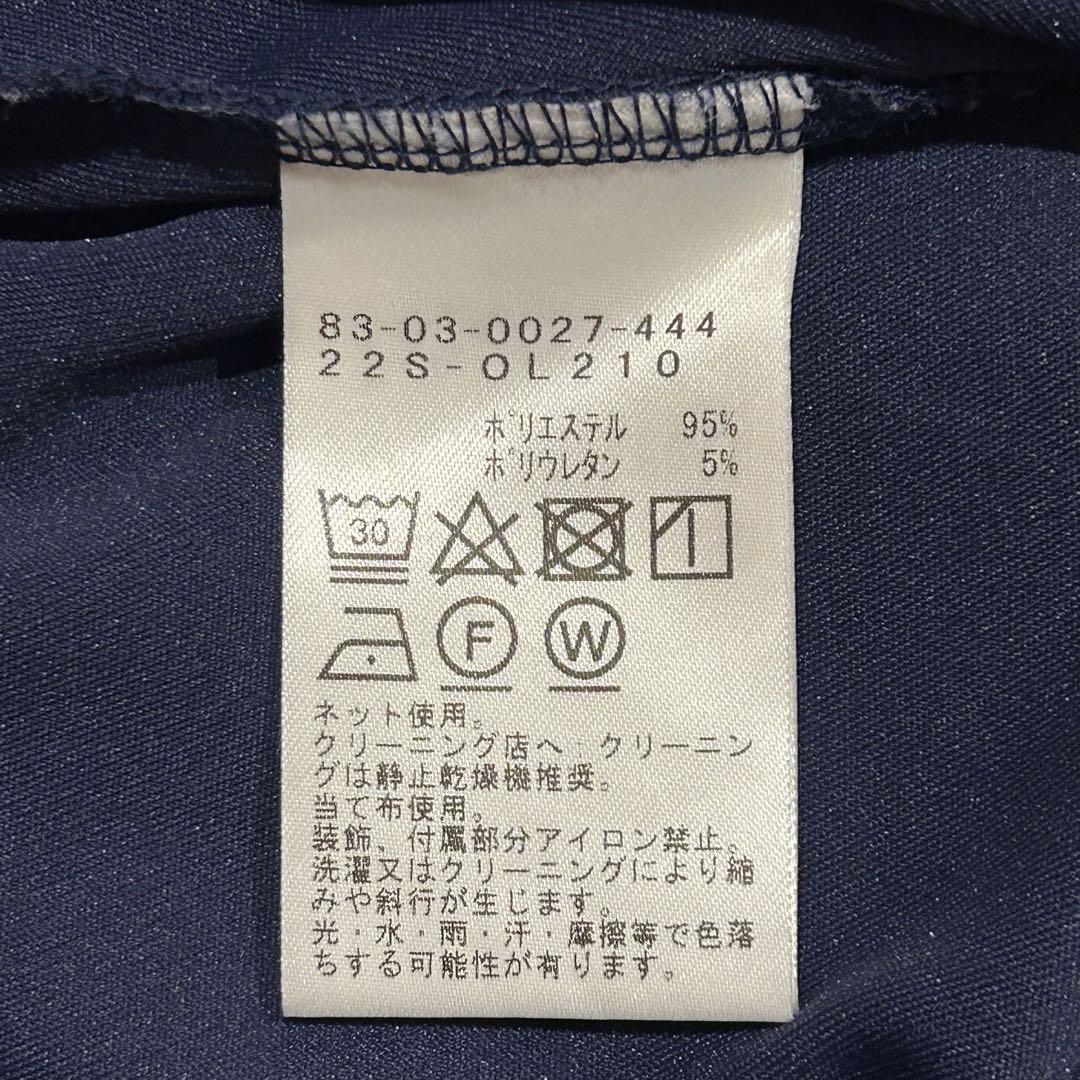 83-03-0027-444
22S-OL210
ポリエステル 95%
ポリウレタン 5%
30
F W
ネット使用。
クリーニング店へ・クリーニン
グは静止乾燥機推奨。
当て布使用。
装飾、付属部分アイロン禁止。
洗濯又はクリーニングにより縮
みや斜行が生じます。
光・水・雨・汗・摩擦等で色落
ちする可能性が有ります。